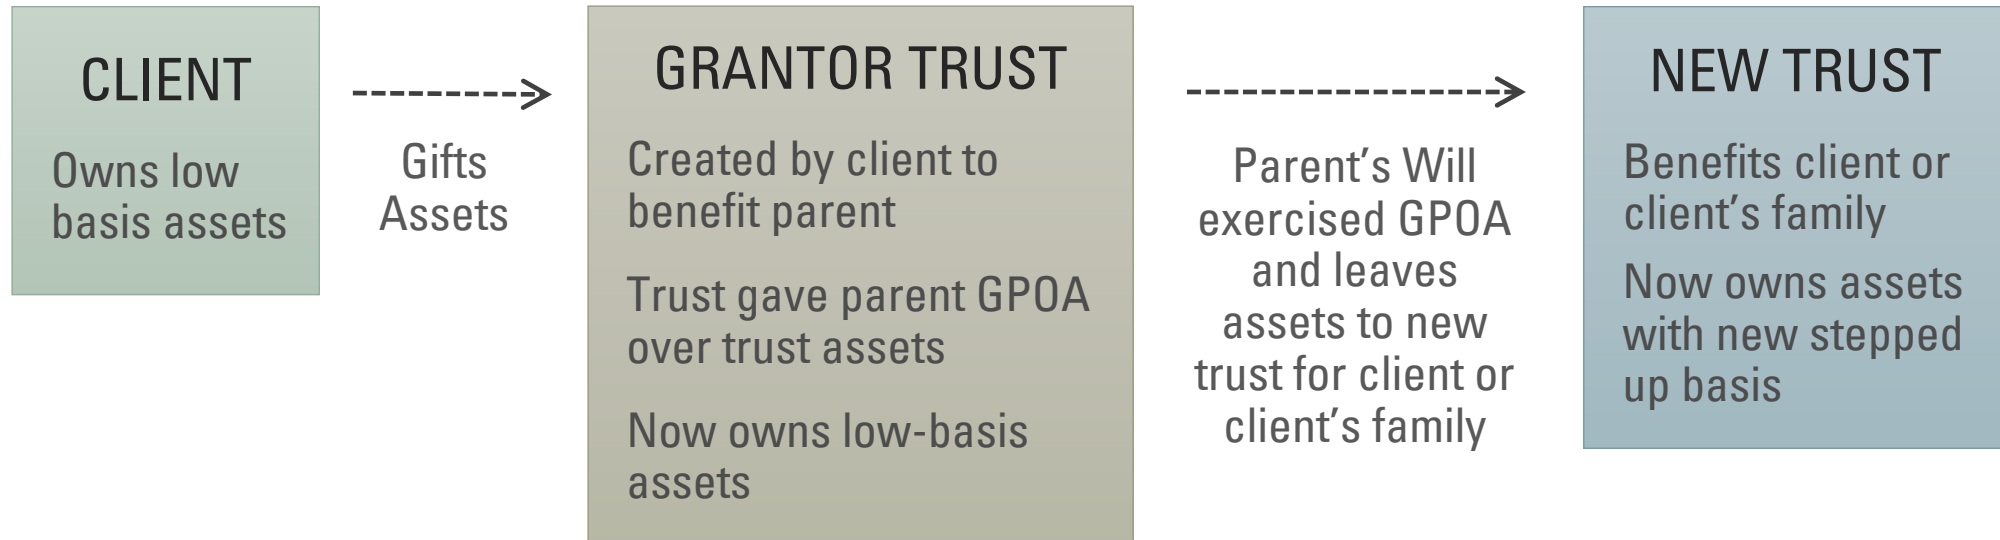 CLIENT
Owns low
basis assets
Gifts
Assets
GRANTOR TRUST
Created by client to
benefit parent
Trust gave parent GPOA
over trust assets
Now owns low-basis
assets
Parent’s Will
exercised GPOA
and leaves
assets to new
trust for client or
client’s family
NEW TRUST
Benefits client or
client’s family
Now owns assets
with new stepped
up basis